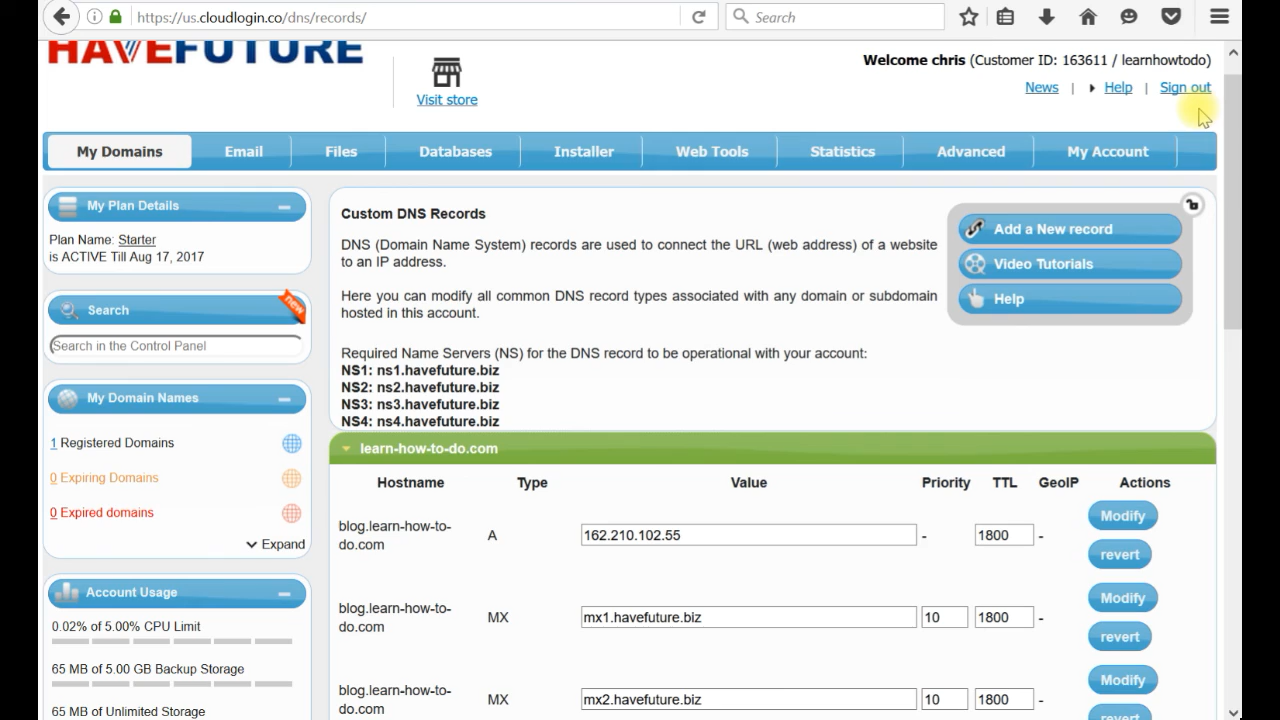 https://us.cloudlogin.co/dns/records/
Search
HAVEFUTURE
Visit store
Welcome chris (Customer ID: 163611 / learnhowtodo)
News | Help | Sign out
My Domains Email Files Databases Installer Web Tools Statistics Advanced My Account
My Plan Details
Plan Name: Starter
is ACTIVE Till Aug 17, 2017
Search
new
Search in the Control Panel
My Domain Names
1 Registered Domains
0 Expiring Domains
0 Expired domains
Expand
Account Usage
0.02% of 5.00% CPU Limit
65 MB of 5.00 GB Backup Storage
65 MB of Unlimited Storage
Custom DNS Records
DNS (Domain Name System) records are used to connect the URL (web address) of a website
to an IP address.
Here you can modify all common DNS record types associated with any domain or subdomain
hosted in this account.
Required Name Servers (NS) for the DNS record to be operational with your account:
NS1: ns1.havefuture.biz
NS2: ns2.havefuture.biz
NS3: ns3.havefuture.biz
NS4: ns4.havefuture.biz
Add a New record
Video Tutorials
Help
learn-how-to-do.com
Hostname Type Value Priority TTL GeoIP Actions
blog.learn-how-to-
do.com
A 162.210.102.55 - 1800 -
Modify
revert
blog.learn-how-to-
do.com
MX mx1.havefuture.biz 10 1800 -
Modify
revert
blog.learn-how-to-
do.com
MX mx2.havefuture.biz 10 1800 -
Modify
revert